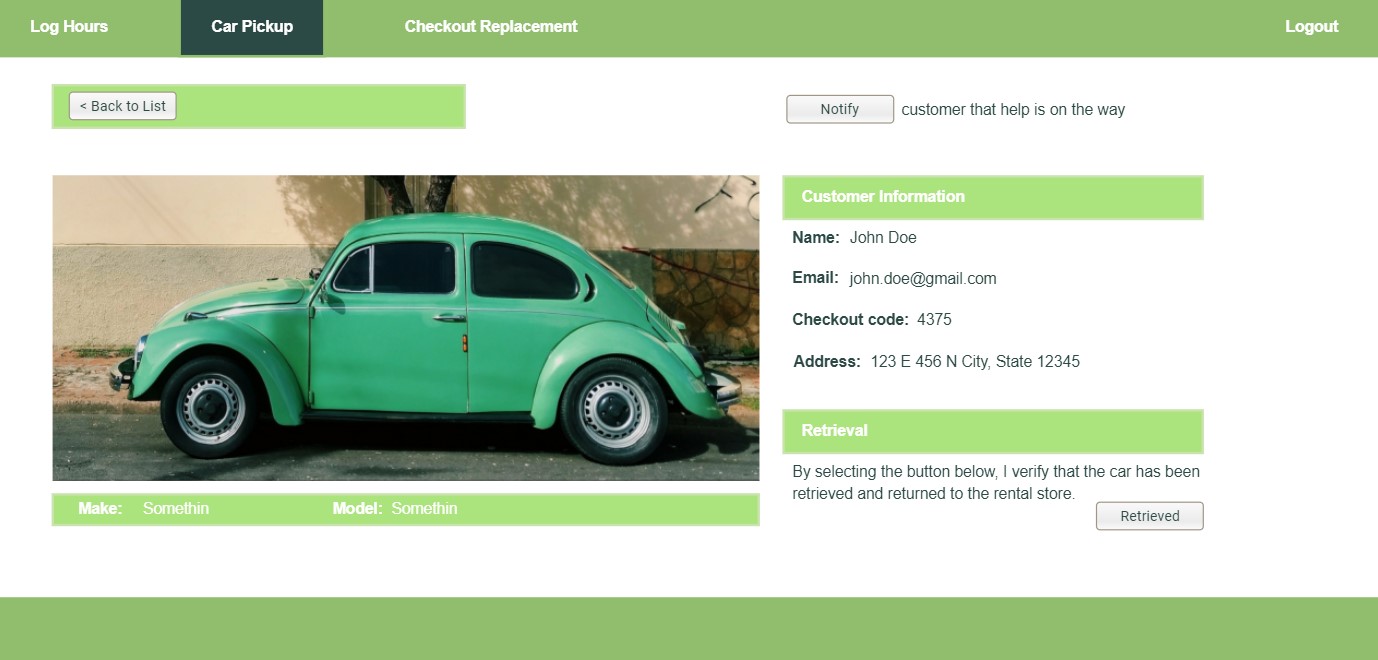 Log Hours Car Pickup Checkout Replacement Logout
< Back to List
Notify customer that help is on the way
Customer Information
Name: John Doe
Email: john.doe@gmail.com
Checkout code: 4375
Address: 123 E 456 N City, State 12345
Retrieval
By selecting the button below, I verify that the car has been
retrieved and returned to the rental store.
Retrieved
Make: Somethin Model: Somethin